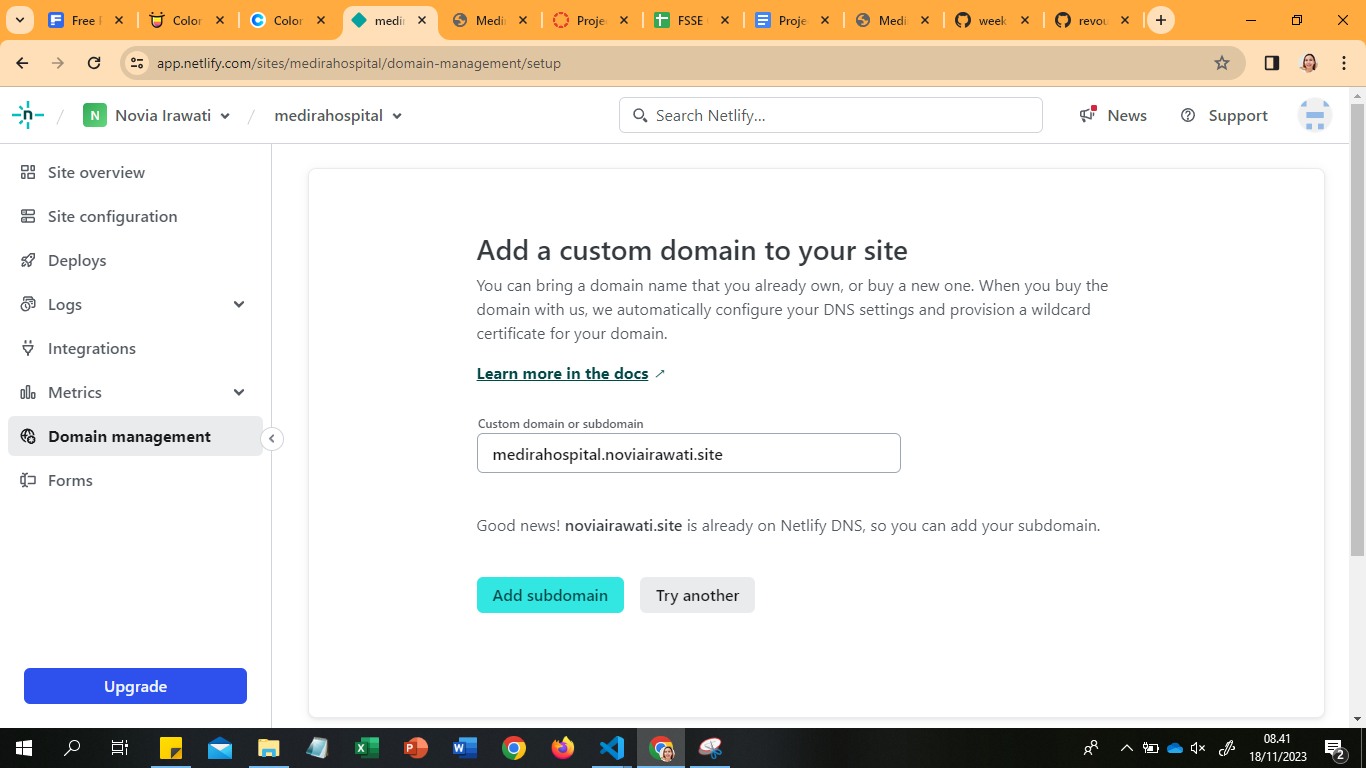 Free F
Color
Color
medir
Medir
Projec
FSSE
Projec
Medi
week
revou
app.netlify.com/sites/medirahospital/domain-management/setup
n
N
Novia Irawati
medirahospital
Search Netlify...
News
Support
Site overview
Site configuration
Deploys
Logs
Integrations
Metrics
Domain management
Forms
Upgrade
Add a custom domain to your site
You can bring a domain name that you already own, or buy a new one. When you buy the
domain with us, we automatically configure your DNS settings and provision a wildcard
certificate for your domain.
Learn more in the docs
Custom domain or subdomain
medirahospital.noviairawati.site
Good news! noviairawati.site is already on Netlify DNS, so you can add your subdomain.
Add subdomain
Try another
08.41
18/11/2023
2